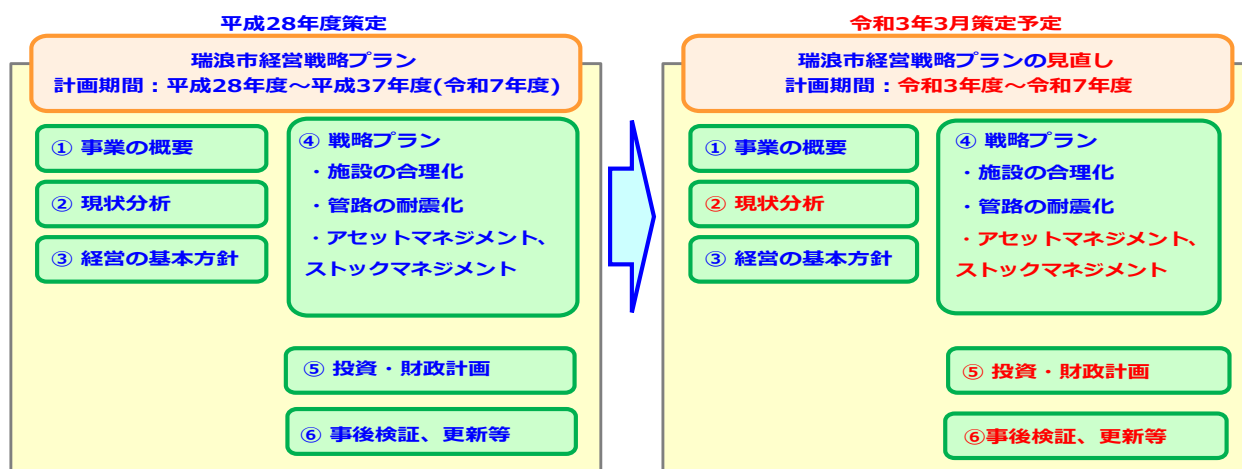 平成28年度策定
瑞浪市経営戦略プラン
計画期間：平成28年度～平成37年度(令和7年度)
① 事業の概要
② 現状分析
③ 経営の基本方針
④ 戦略プラン
・施設の合理化
・管路の耐震化
・アセットマネジメント、
ストックマネジメント
⑤ 投資・財政計画
⑥ 事後検証、更新等
令和3年3月策定予定
瑞浪市経営戦略プランの見直し
計画期間：令和3年度～令和7年度
① 事業の概要
② 現状分析
③ 経営の基本方針
④ 戦略プラン
・施設の合理化
・管路の耐震化
・アセットマネジメント、
ストックマネジメント
⑤ 投資・財政計画
⑥事後検証、更新等